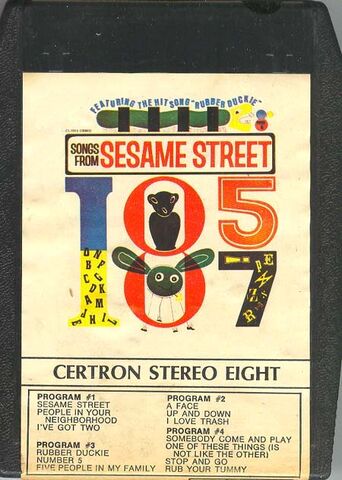 FEATURING THE HIT SONG "RUBBER DUCKIE"
SONGS FROM SESAME STREET
1 0 5
8 7
CERTRON STEREO EIGHT
PROGRAM #1
SESAME STREET
PEOPLE IN YOUR
NEIGHBORHOOD
I'VE GOT TWO
PROGRAM #2
A FACE
UP AND DOWN
I LOVE TRASH
PROGRAM #3
RUBBER DUCKIE
NUMBER 5
FIVE PEOPLE IN MY FAMILY
PROGRAM #4
SOMEBODY COME AND PLAY
ONE OF THESE THINGS (IS
NOT LIKE THE OTHER)
STOP AND GO
RUB YOUR TUMMY